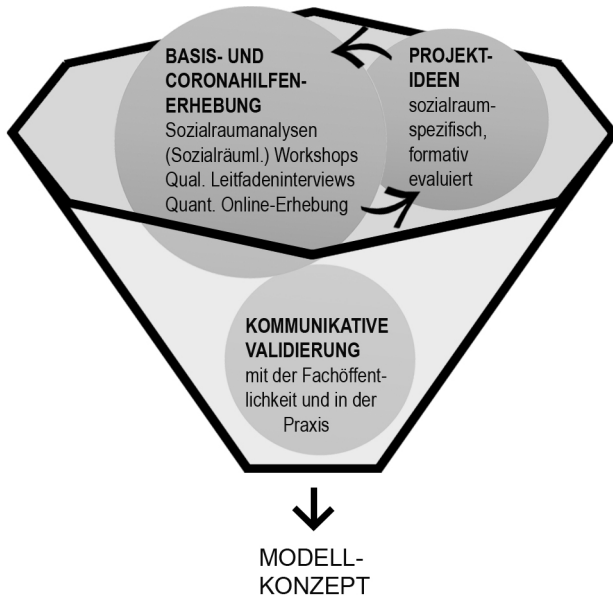 BASIS- UND
CORONAHILFEN-
ERHEBUNG
Sozialraumanalysen
(Sozialräuml.) Workshops
Qual. Leitfadeninterviews
Quant. Online-Erhebung
PROJEKT-
IDEEN
sozialraum-
spezifisch,
formativ
evaluiert
KOMMUNIKATIVE
VALIDIERUNG
mit der Fachöffent-
lichkeit und in der
Praxis
MODELL-
KONZEPT